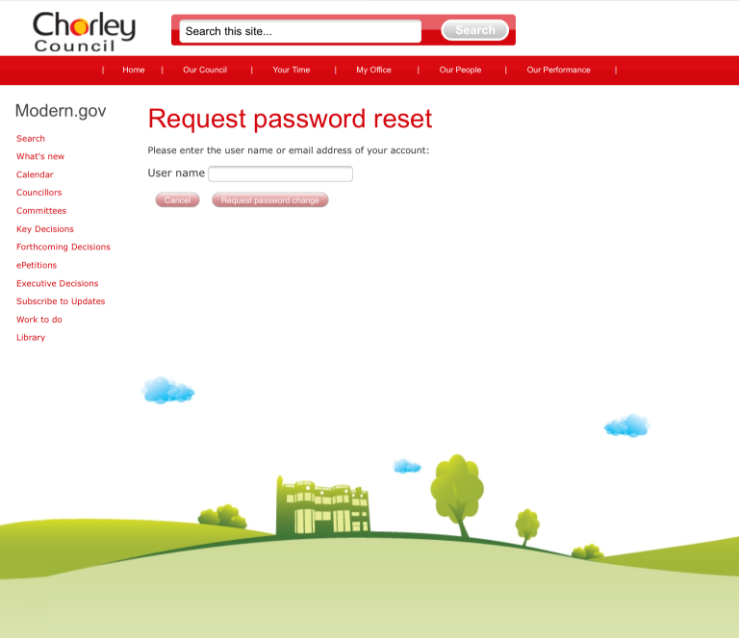 Chorley
Council
Search this site...
Search
| Home | Our Council | Your Time | My Office | Our People | Our Performance |
Modern.gov
Search
What's new
Calendar
Councillors
Committees
Key Decisions
Forthcoming Decisions
ePetitions
Executive Decisions
Subscribe to Updates
Work to do
Library
Request password reset
Please enter the user name or email address of your account:
User name
Cancel Request password change